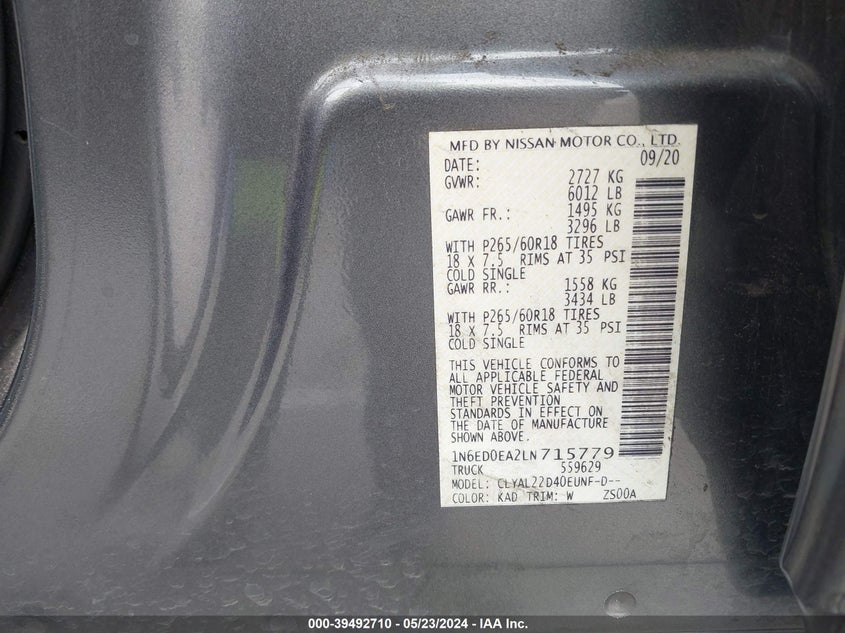 MFD BY NISSAN MOTOR CO., LTD.
DATE: 09/20
GVWR: 2727 KG
6012 LB
GAWR FR.: 1495 KG
3296 LB
WITH P265/60R18 TIRES
18 X 7.5 RIMS AT 35 PSI
COLD SINGLE
GAWR RR.: 1558 KG
3434 LB
WITH P265/60R18 TIRES
18 X 7.5 RIMS AT 35 PSI
COLD SINGLE
THIS VEHICLE CONFORMS TO
ALL APPLICABLE FEDERAL
MOTOR VEHICLE SAFETY AND
THEFT PREVENTION
STANDARDS IN EFFECT ON
THE DATE OF MANUFACTURE
SHOWN ABOVE.
1N6ED0EA2LN715779
TRUCK 559629
MODEL: CLYAL22D40EUNF-D--
COLOR: KAD TRIM: W ZS00A
000-39492710 - 05/23/2024 - IAA Inc.